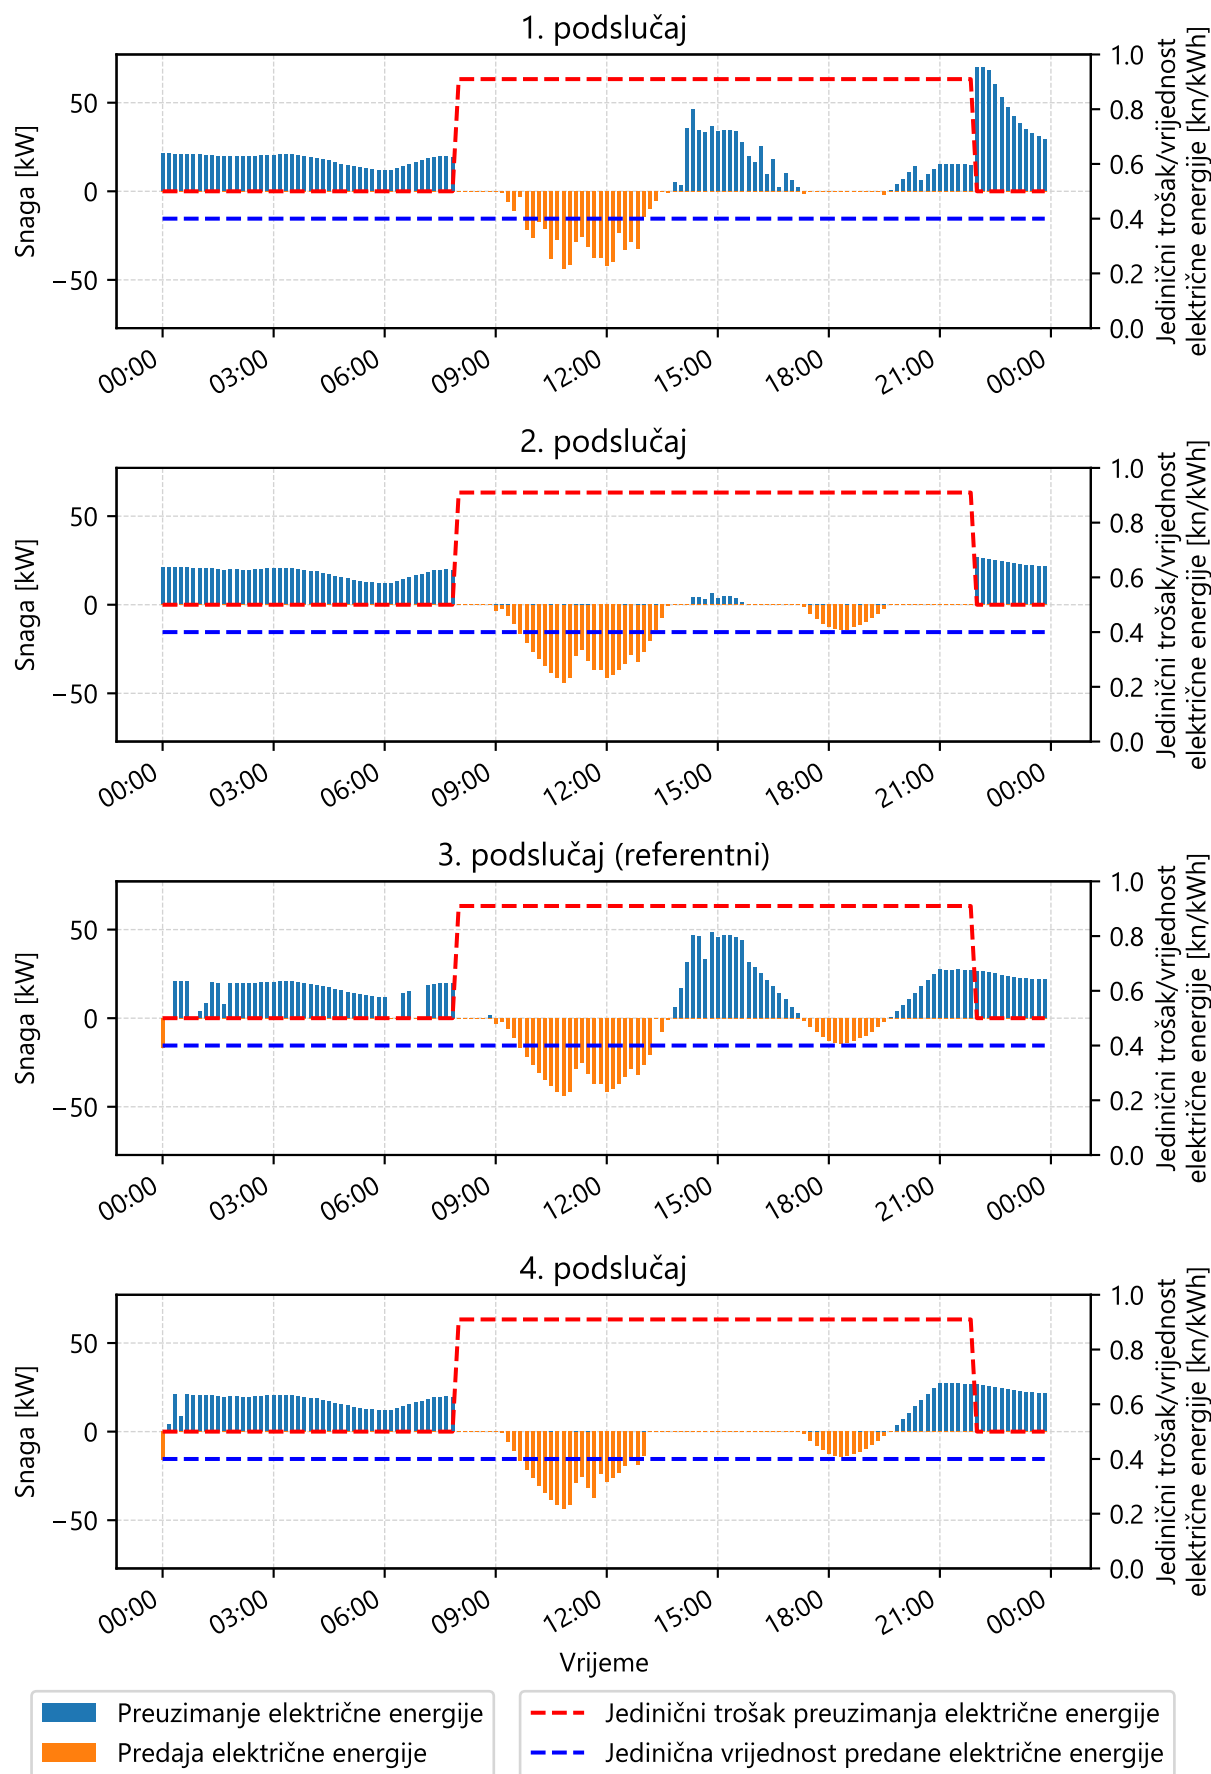 1. podslučaj
Snaga [kW]
50
0
−50
1.0
0.8
0.6
0.4
0.2
0.0
Jedinični trošak/vrijednost
električne energije [kn/kWh]
00:00 03:00 06:00 09:00 12:00 15:00 18:00 21:00 00:00
2. podslučaj
Snaga [kW]
50
0
−50
1.0
0.8
0.6
0.4
0.2
0.0
Jedinični trošak/vrijednost
električne energije [kn/kWh]
00:00 03:00 06:00 09:00 12:00 15:00 18:00 21:00 00:00
3. podslučaj (referentni)
Snaga [kW]
50
0
−50
1.0
0.8
0.6
0.4
0.2
0.0
Jedinični trošak/vrijednost
električne energije [kn/kWh]
00:00 03:00 06:00 09:00 12:00 15:00 18:00 21:00 00:00
4. podslučaj
Snaga [kW]
50
0
−50
1.0
0.8
0.6
0.4
0.2
0.0
Jedinični trošak/vrijednost
električne energije [kn/kWh]
00:00 03:00 06:00 09:00 12:00 15:00 18:00 21:00 00:00
Vrijeme
Preuzimanje električne energije
Predaja električne energije
Jedinični trošak preuzimanja električne energije
Jedinična vrijednost predane električne energije